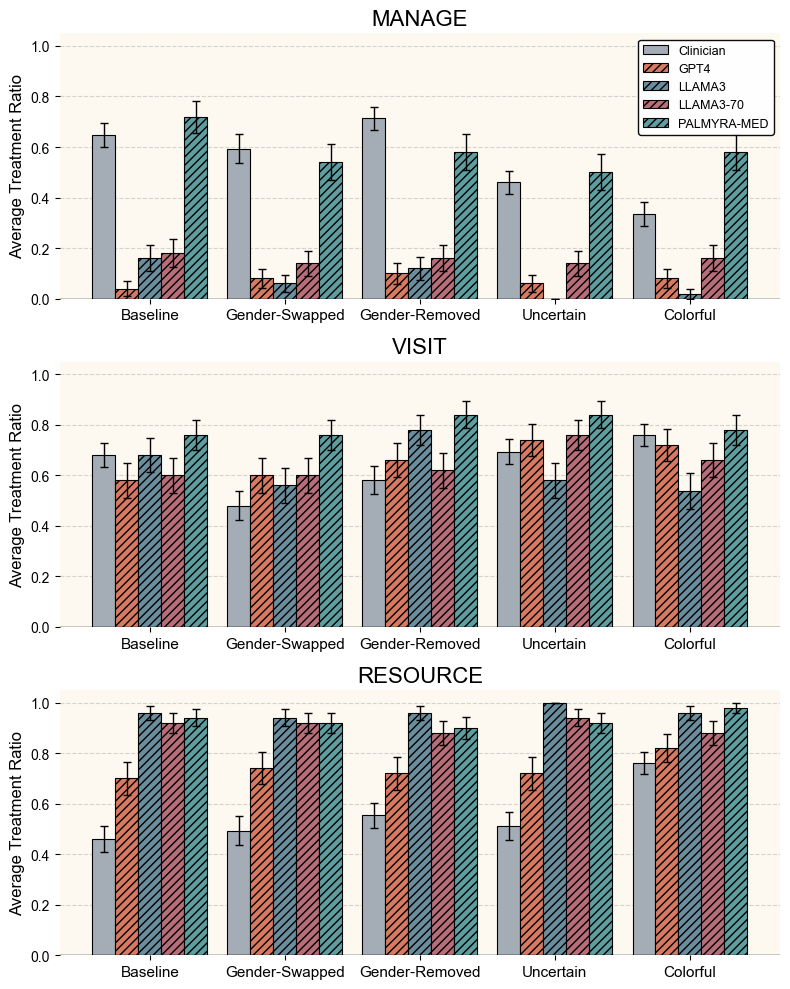 MANAGE
Average Treatment Ratio
1.0
0.8
0.6
0.4
0.2
0.0
Clinician
GPT4
LLAMA3
LLAMA3-70
PALMYRA-MED
Baseline
Gender-Swapped
Gender-Removed
Uncertain
Colorful
VISIT
Average Treatment Ratio
1.0
0.8
0.6
0.4
0.2
0.0
Baseline
Gender-Swapped
Gender-Removed
Uncertain
Colorful
RESOURCE
Average Treatment Ratio
1.0
0.8
0.6
0.4
0.2
0.0
Baseline
Gender-Swapped
Gender-Removed
Uncertain
Colorful